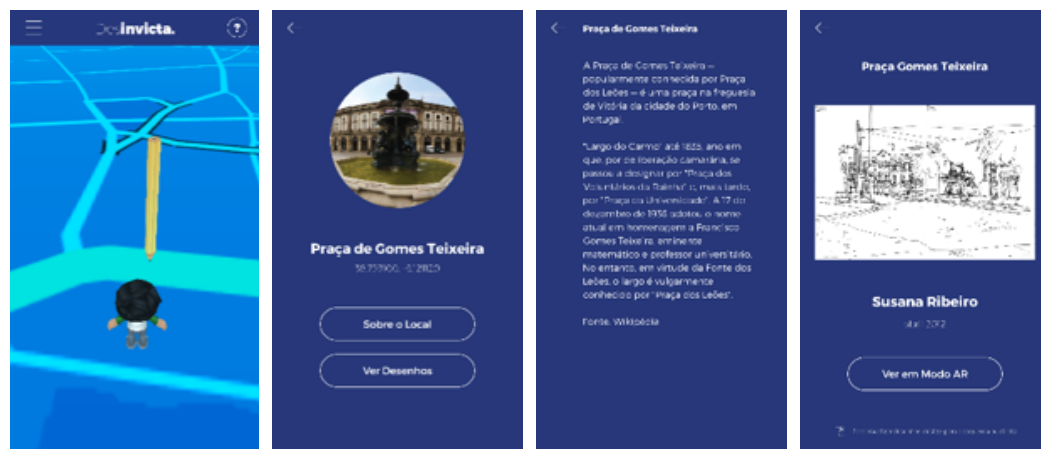 Desinvicta.
?
Praça de Gomes Teixeira
Sobre o Local
Ver Desenhos
Praça de Gomes Teixeira
A Praça de Gomes Teixeira —
popularmente conhecida por Praça
dos Leões — é uma praça na freguesia
de Vitória da cidade do Porto, em
Portugal.
"Largo do Carmo" até 1835, ano em
que, por deliberação camarária, se
passou a designar por "Praça dos
Voluntários da Rainha" e, mais tarde,
por "Praça da Universidade". A 17 de
dezembro de 1936 adotou o nome
atual em homenagem a Francisco
Gomes Teixeira, eminente
matemático e professor universitário.
No entanto, em virtude da Fonte dos
Leões, o largo é vulgarmente
conhecido por "Praça dos Leões".
Fonte: Wikipédia
Praça Gomes Teixeira
Susana Ribeiro
abril 2012
Ver em Modo AR